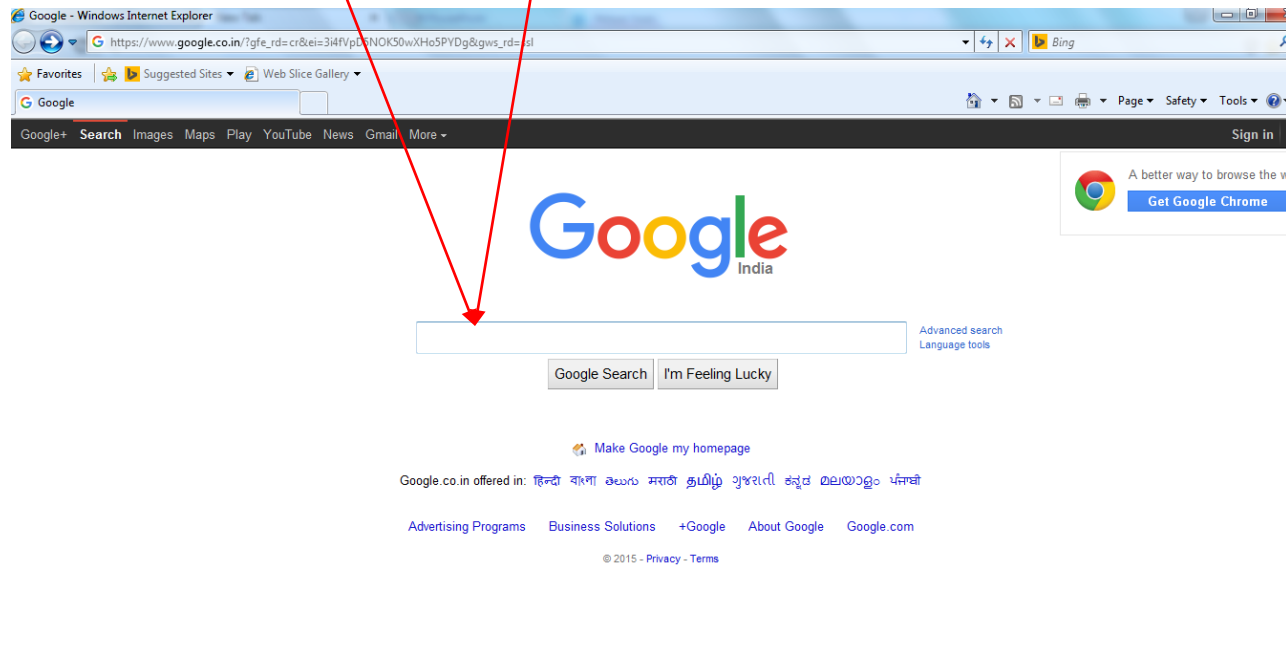 Google - Windows Internet Explorer
https://www.google.co.in/?gfe_rd=cr&ei=3i4fVpD5NOK50wXHo5PYDg&gws_rd=ssl
Bing
Favorites Suggested Sites Web Slice Gallery
Google
Page Safety Tools
Google+ Search Images Maps Play YouTube News Gmail More
Sign in
A better way to browse the w
Get Google Chrome
Google
India
Advanced search
Language tools
Google Search I'm Feeling Lucky
Make Google my homepage
Google.co.in offered in: हिन्दी বাংলা తెలుగు मराठी தமிழ் ગુજરાતી ಕನ್ನಡ മലയാളം ਪੰਜਾਬੀ
Advertising Programs Business Solutions +Google About Google Google.com
© 2015 - Privacy - Terms